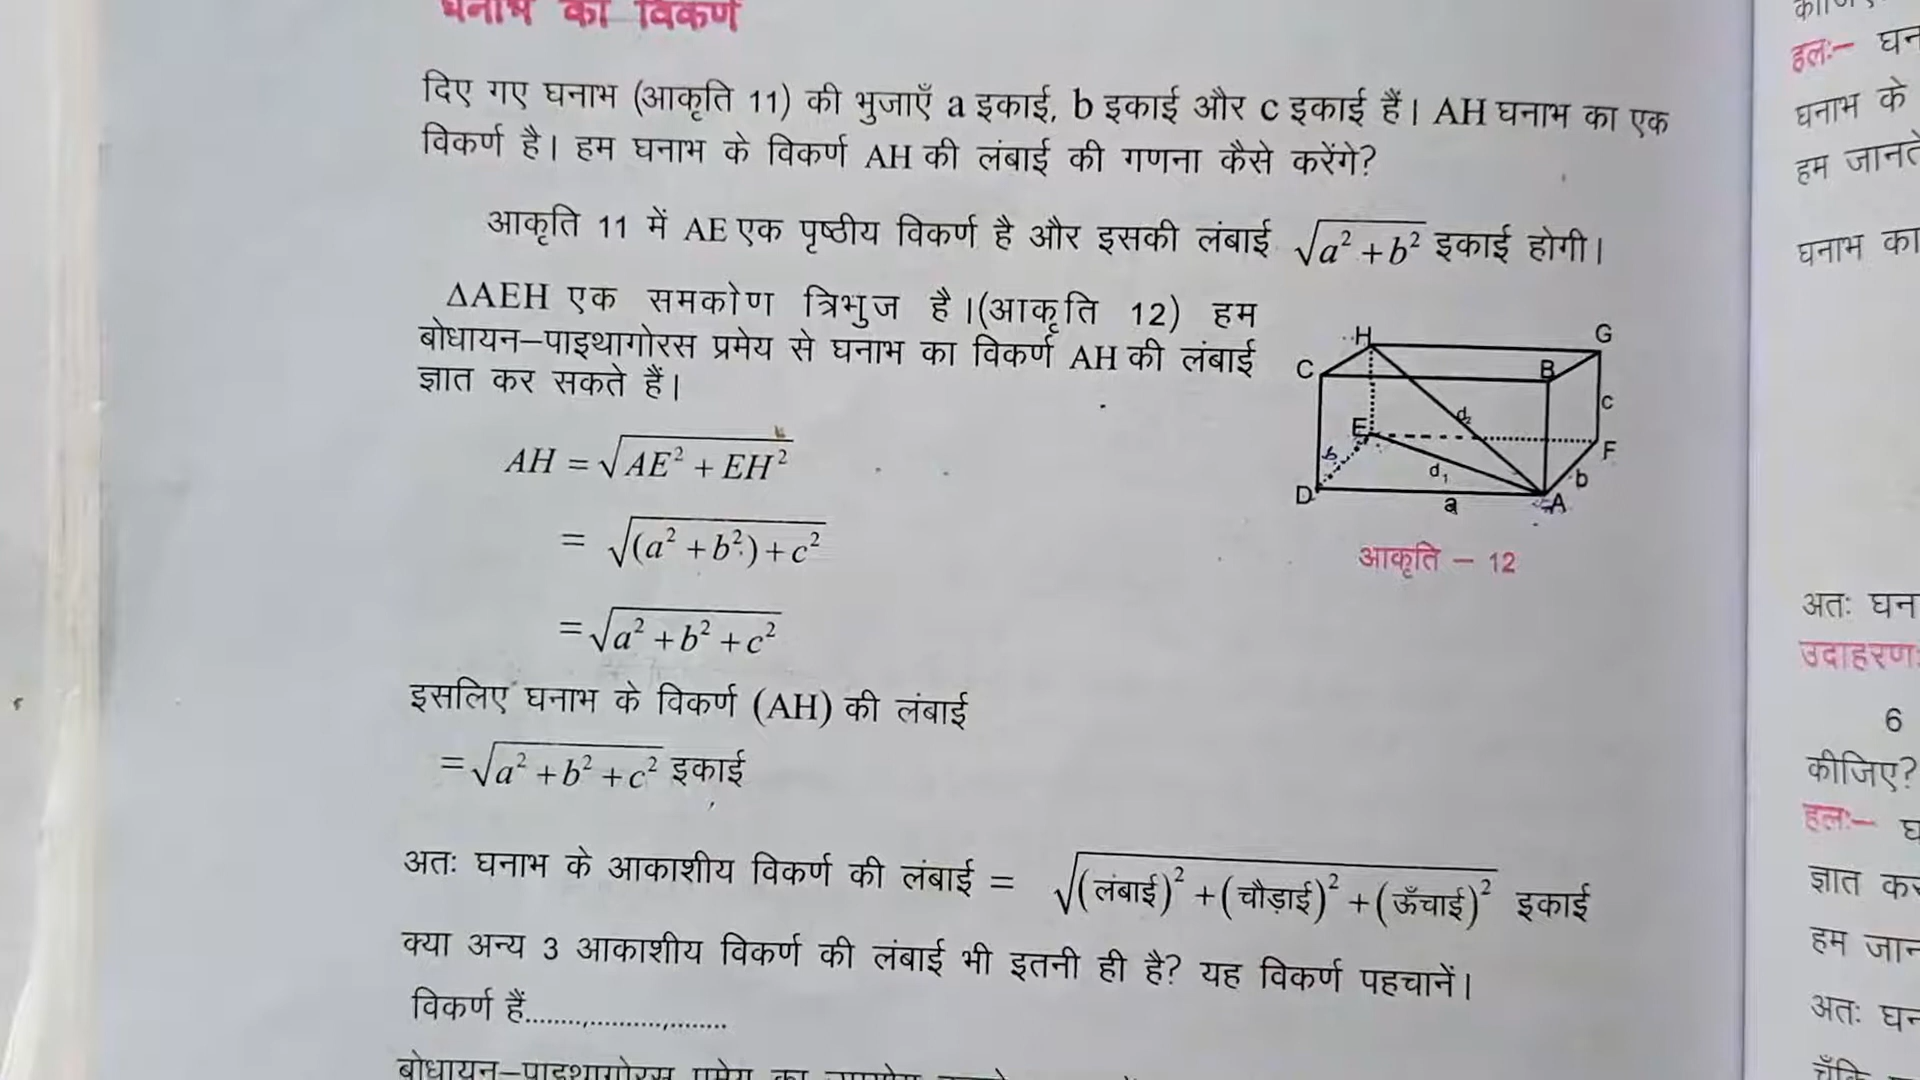 घनाभ का विकर्ण
दिए गए घनाभ (आकृति 11) की भुजाएँ a इकाई, b इकाई और c इकाई हैं। AH घनाभ का एक
विकर्ण है। हम घनाभ के विकर्ण AH की लंबाई की गणना कैसे करेंगे?
आकृति 11 में AE एक पृष्ठीय विकर्ण है और इसकी लंबाई √a² + b² इकाई होगी।
ΔAEH एक समकोण त्रिभुज है।(आकृति 12) हम
बोधायन–पाइथागोरस प्रमेय से घनाभ का विकर्ण AH की लंबाई
ज्ञात कर सकते हैं।
AH = √AE² + EH²
= √(a² + b²) + c²
= √a² + b² + c²
H
G
C
B
d₂
c
E
F
b
d₁
b
D
a
A
आकृति – 12
इसलिए घनाभ के विकर्ण (AH) की लंबाई
= √a² + b² + c² इकाई
अतः घनाभ के आकाशीय विकर्ण की लंबाई = √(लंबाई)² + (चौड़ाई)² + (ऊँचाई)² इकाई
क्या अन्य 3 आकाशीय विकर्ण की लंबाई भी इतनी ही है? यह विकर्ण पहचानें।
विकर्ण हैं........,..............,........
बोधायन–पाइथागोरस प्रमेय का
हलः–
घनाभ के
हम जानते
घनाभ का
अतः घन
उदाहरण
6
कीजिए?
हलः–
ज्ञात कर
हम जान
अतः घन